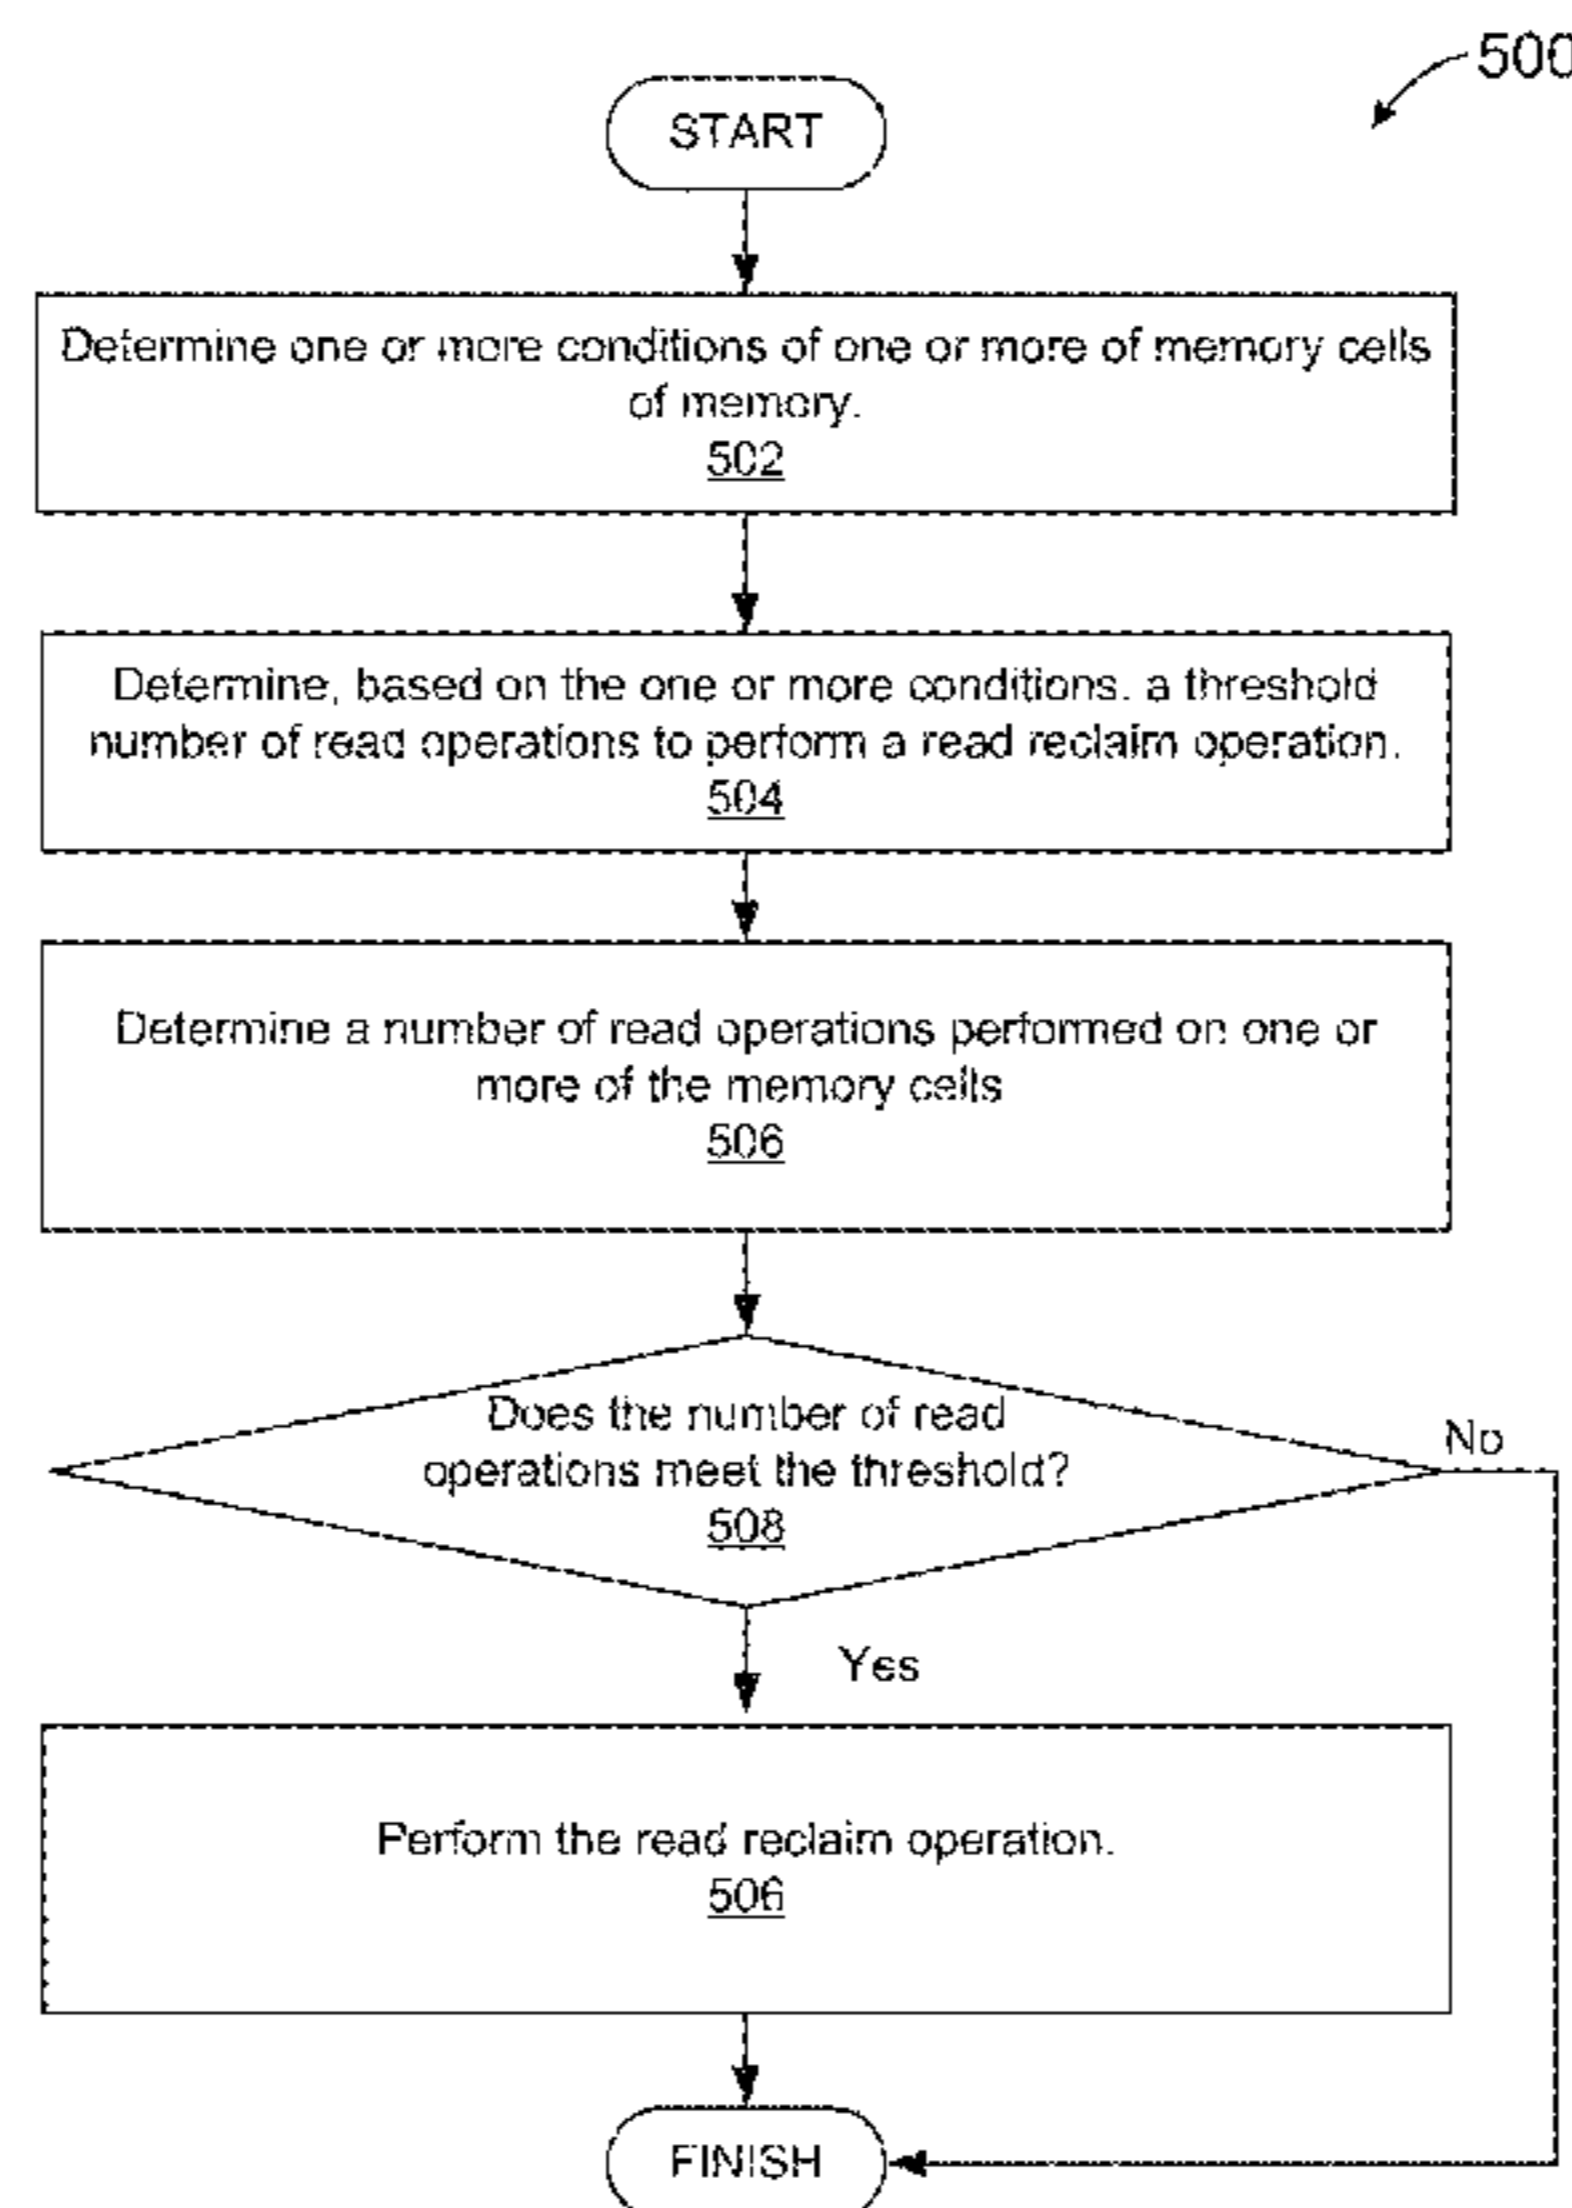 500
START
Determine one or more conditions of one or more of memory cells
of memory.
502
Determine, based on the one or more conditions. a threshold
number of read operations to perform a read reclaim operation.
504
Determine a number of read operations performed on one or
more of the memory cells
506
Does the number of read
operations meet the threshold?
508
No
Yes
Perform the read reclaim operation.
506
FINISH